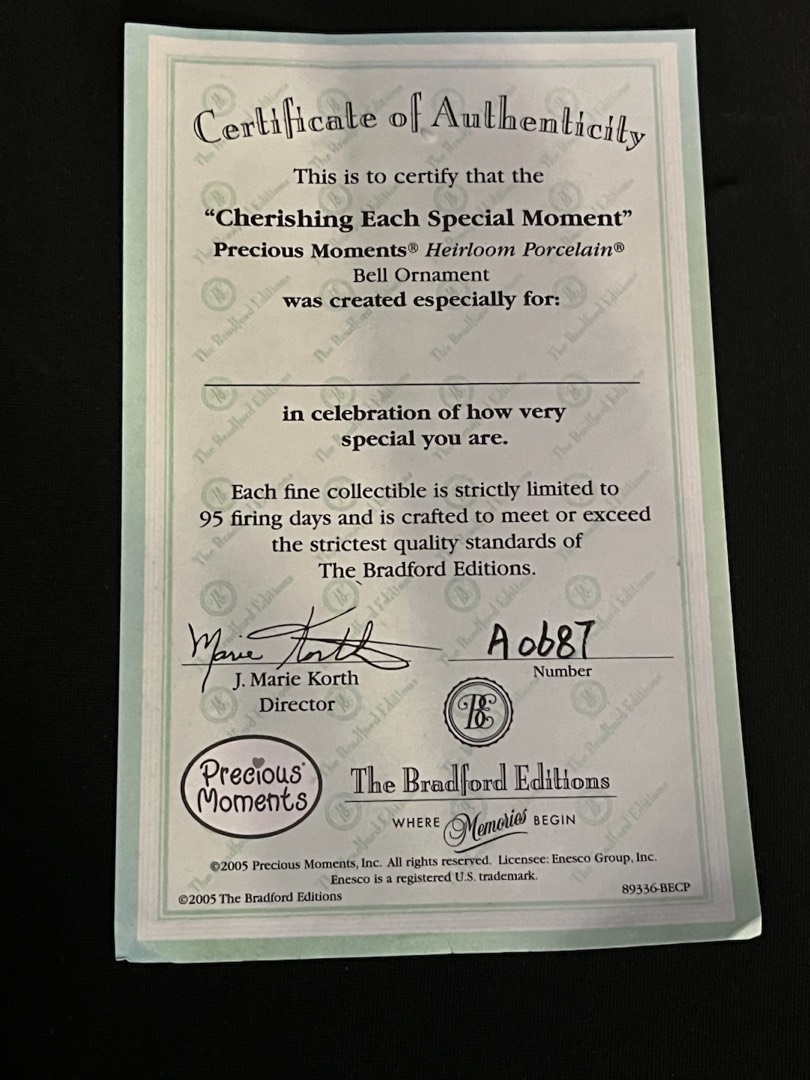 Certificate of Authenticity
This is to certify that the
“Cherishing Each Special Moment”
Precious Moments® Heirloom Porcelain®
Bell Ornament
was created especially for:
in celebration of how very
special you are.
Each fine collectible is strictly limited to
95 firing days and is crafted to meet or exceed
the strictest quality standards of
The Bradford Editions.
Marie Korth
J. Marie Korth
Director
A0687
Number
BE
Precious
Moments
The Bradford Editions
WHERE Memories BEGIN
©2005 Precious Moments, Inc. All rights reserved. Licensee: Enesco Group, Inc.
Enesco is a registered U.S. trademark.
©2005 The Bradford Editions
89336-BECP